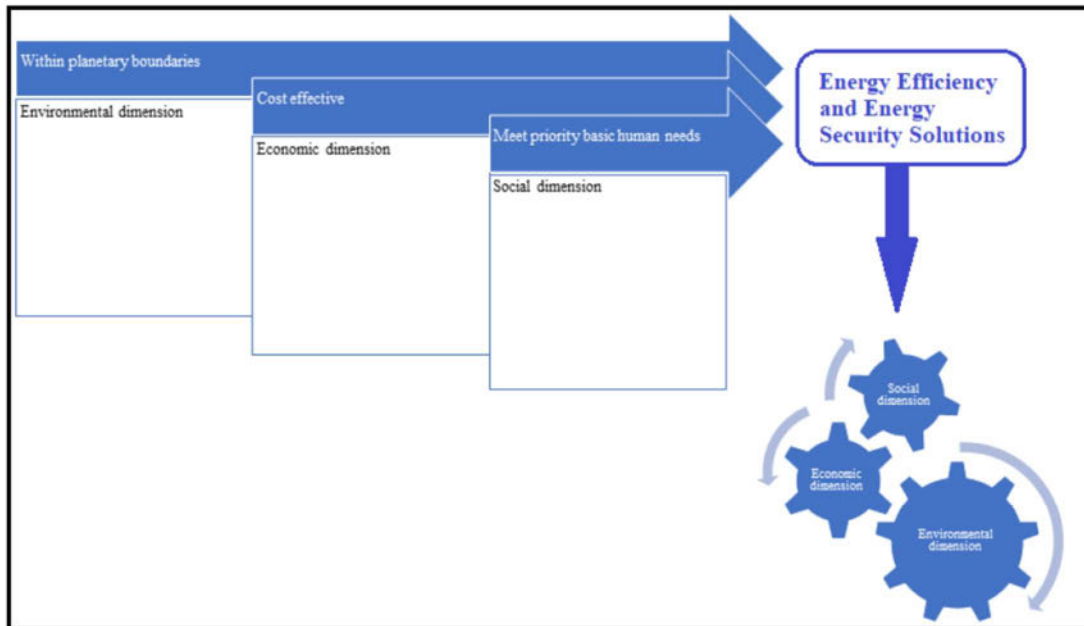 Within planetary boundaries
Environmental dimension
Cost effective
Economic dimension
Meet priority basic human needs
Social dimension
Energy Efficiency
and Energy
Security Solutions
Social
dimension
Economic
dimension
Environmental
dimension